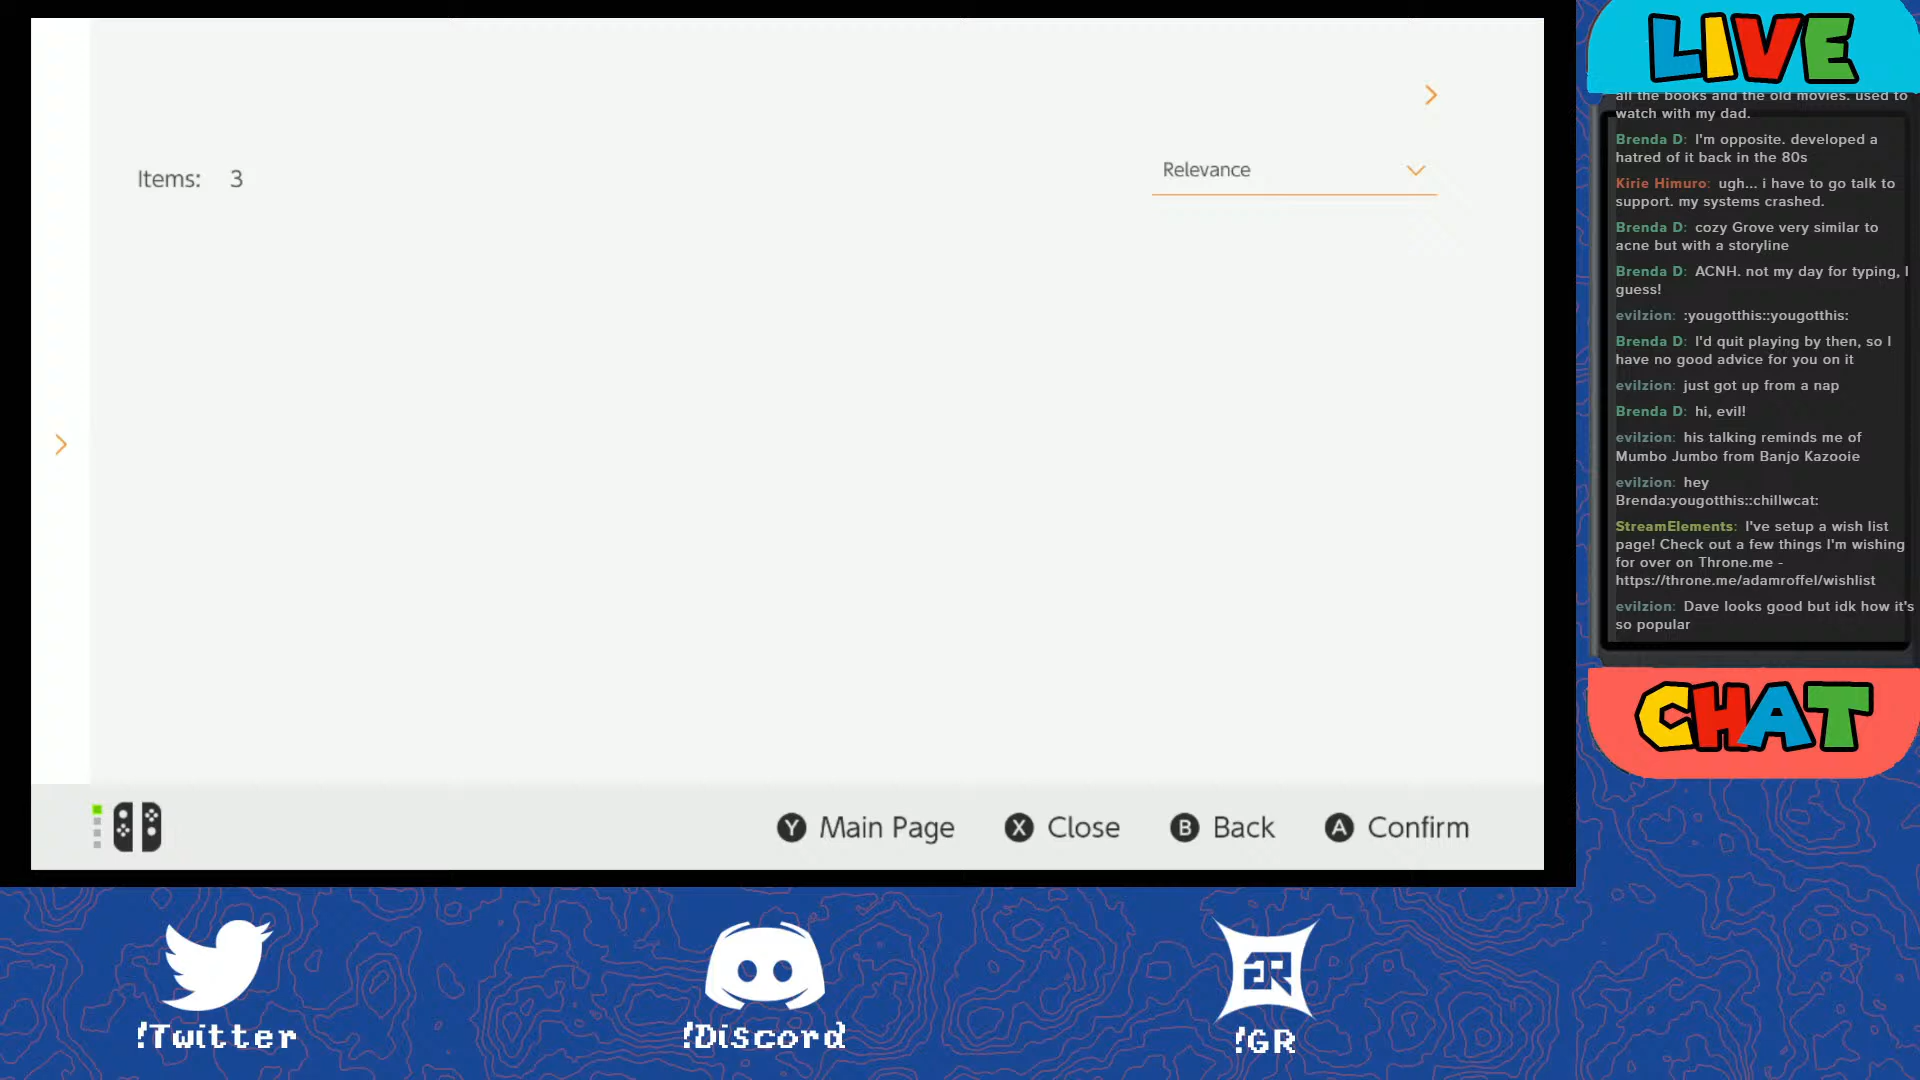 Items: 3
Relevance
Y Main Page
X Close
B Back
A Confirm
LIVE
all the books and the old movies. used to
watch with my dad.
Brenda D: I'm opposite. developed a
hatred of it back in the 80s
Kirie Himuro: ugh... i have to go talk to
support. my systems crashed.
Brenda D: cozy Grove very similar to
acne but with a storyline
Brenda D: ACNH. not my day for typing, I
guess!
evilzion: :yougotthis::yougotthis:
Brenda D: I'd quit playing by then, so I
have no good advice for you on it
evilzion: just got up from a nap
Brenda D: hi, evil!
evilzion: his talking reminds me of
Mumbo Jumbo from Banjo Kazooie
evilzion: hey
Brenda:yougotthis::chillwcat:
StreamElements: I've setup a wish list
page! Check out a few things I'm wishing
for over on Throne.me -
https://throne.me/adamroffel/wishlist
evilzion: Dave looks good but idk how it's
so popular
CHAT
!Twitter
!Discord
GR
!GR